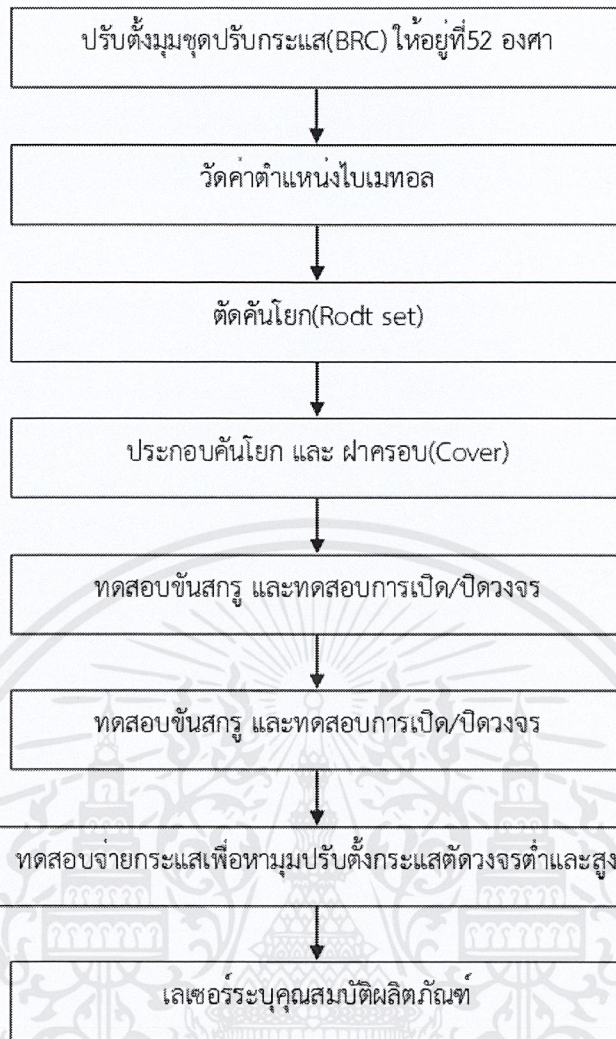 ปรับตั้งมุมชุดปรับกระแส(BRC) ให้อยู่ที่52 องศา
วัดค่าตำแหน่งไบเมทอล
ตัดคันโยก(Rodt set)
ประกอบคันโยก และ ฝาครอบ(Cover)
ทดสอบขันสกรู และทดสอบการเปิด/ปิดวงจร
ทดสอบขันสกรู และทดสอบการเปิด/ปิดวงจร
ทดสอบจ่ายกระแสเพื่อหามุมปรับตั้งกระแสตัดวงจรต่ำและสูง
เลเซอร์ระบุคุณสมบัติผลิตภัณฑ์